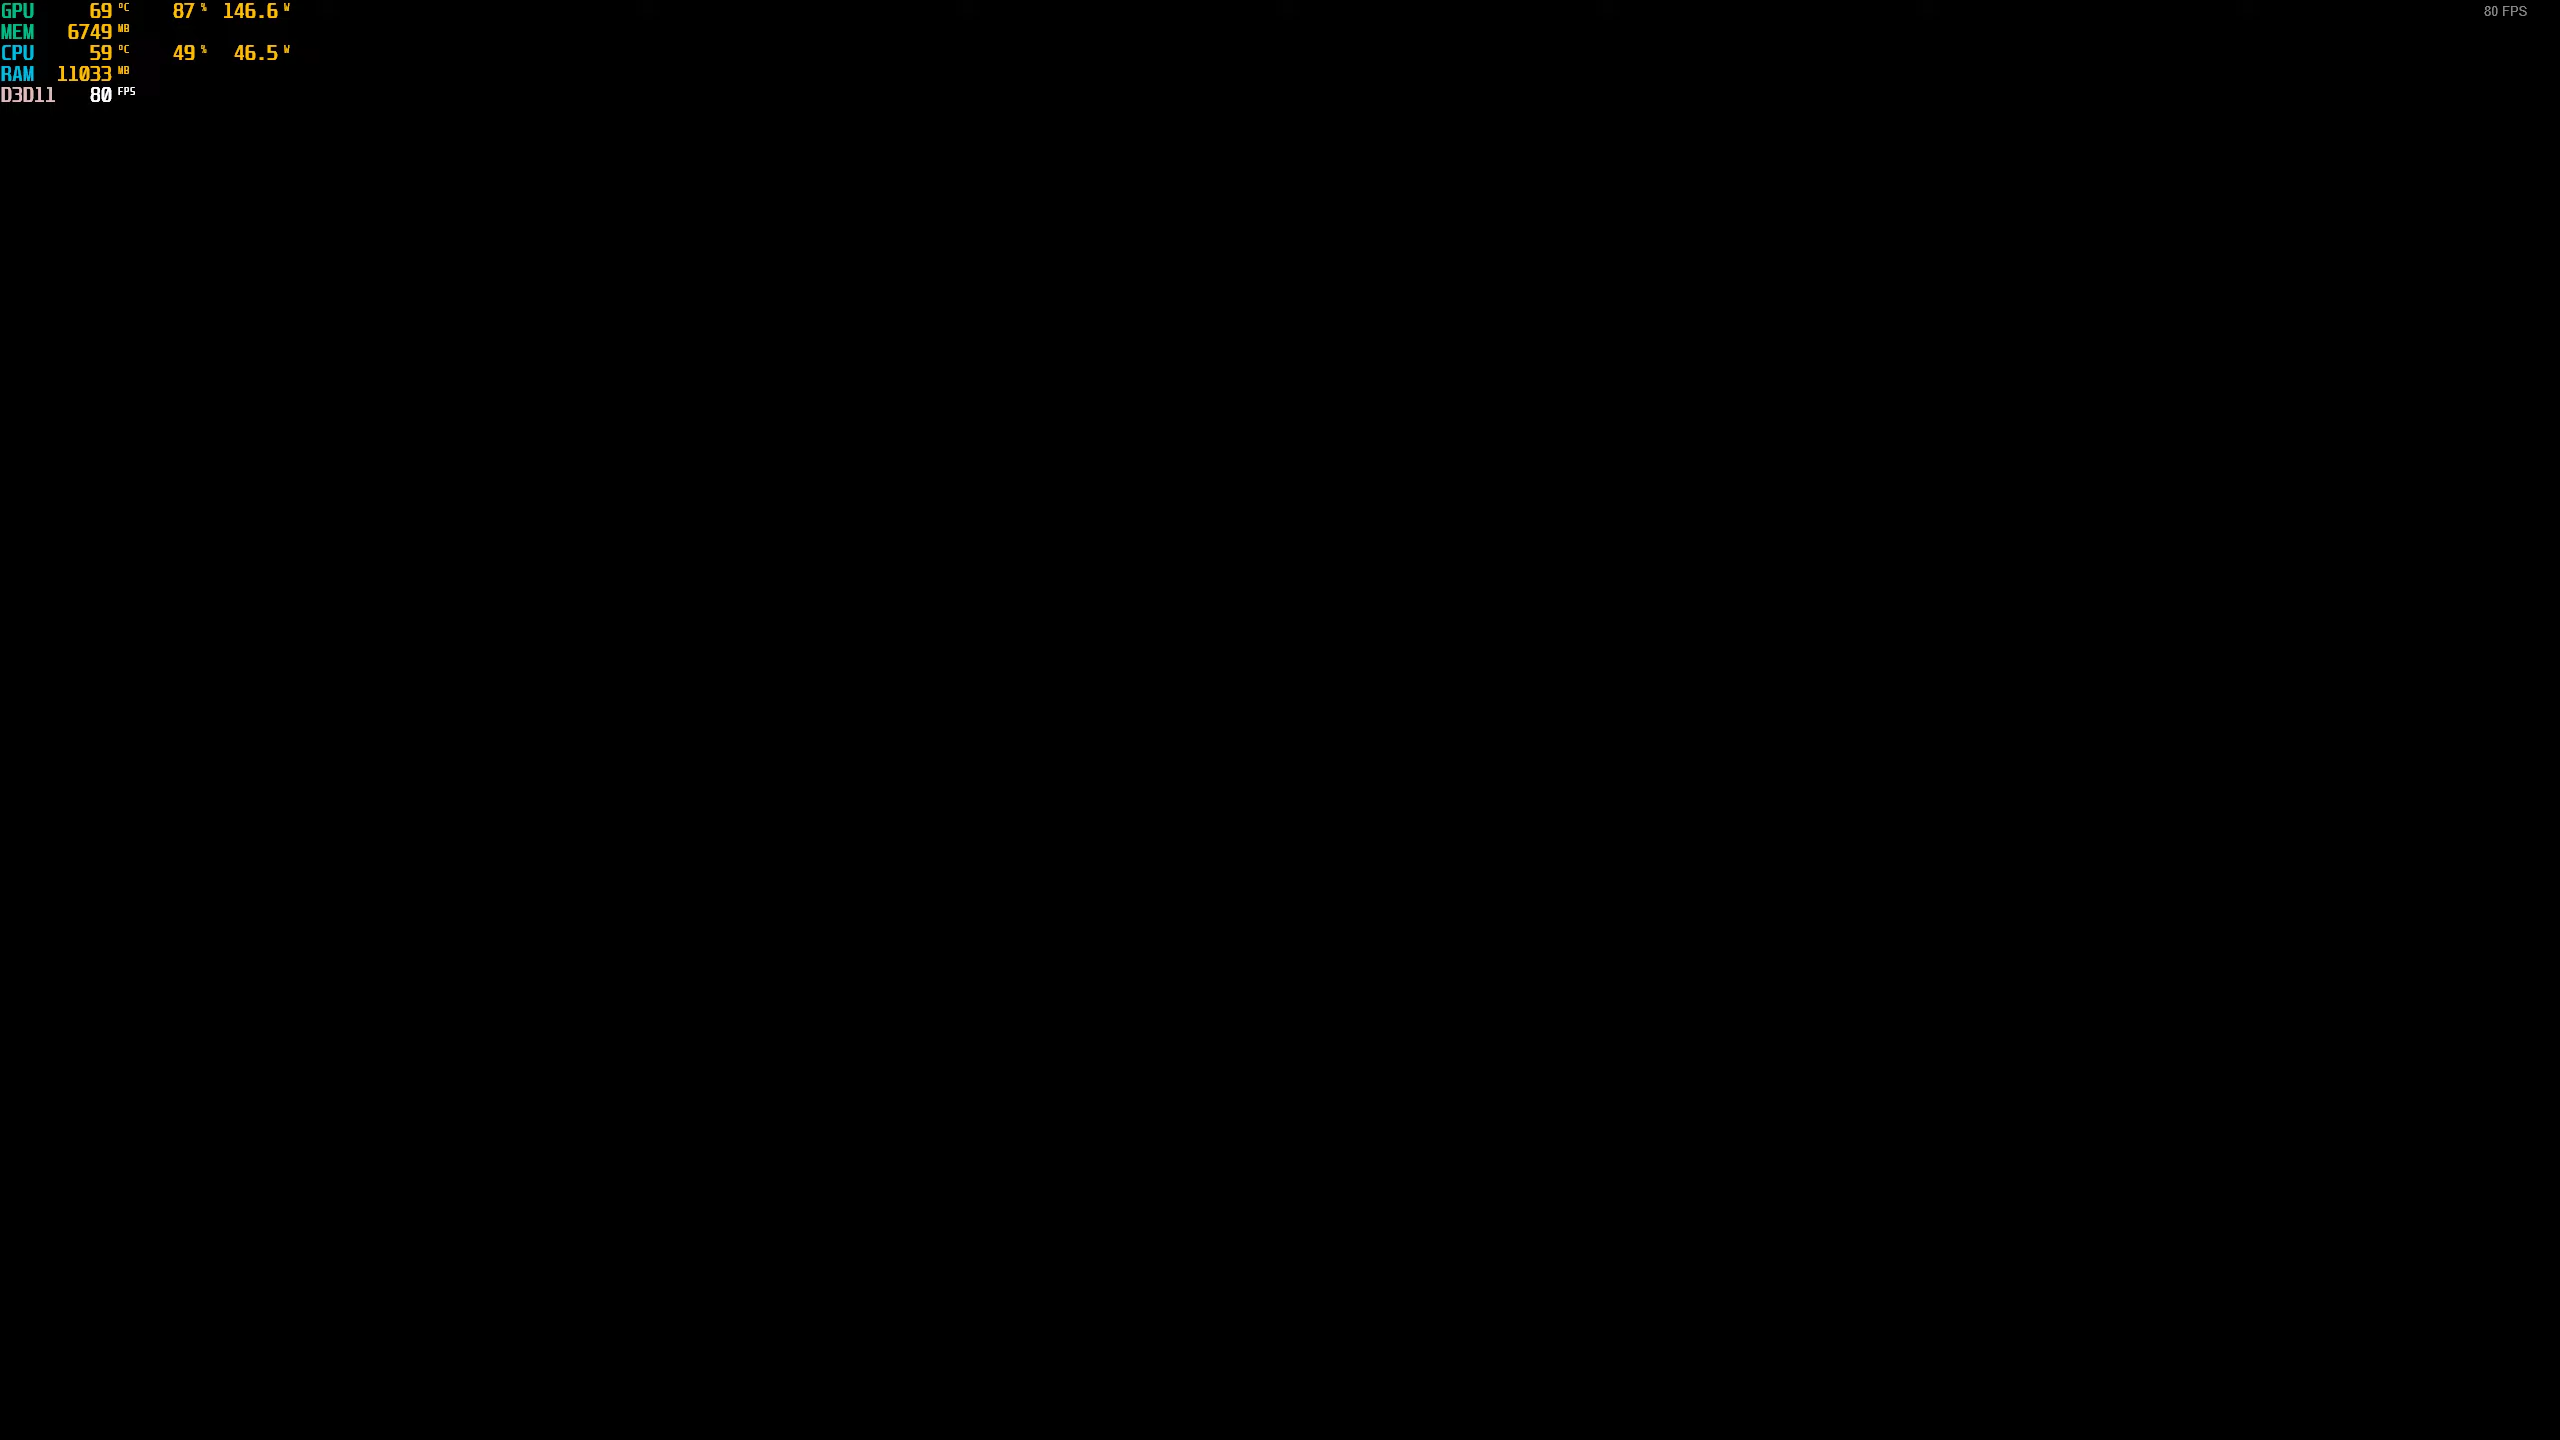 GPU 69 °C 87 % 146.6 W
MEM 6749 MB
CPU 59 °C 49 % 46.5 W
RAM 11033 MB
D3D11 80 FPS
80 FPS